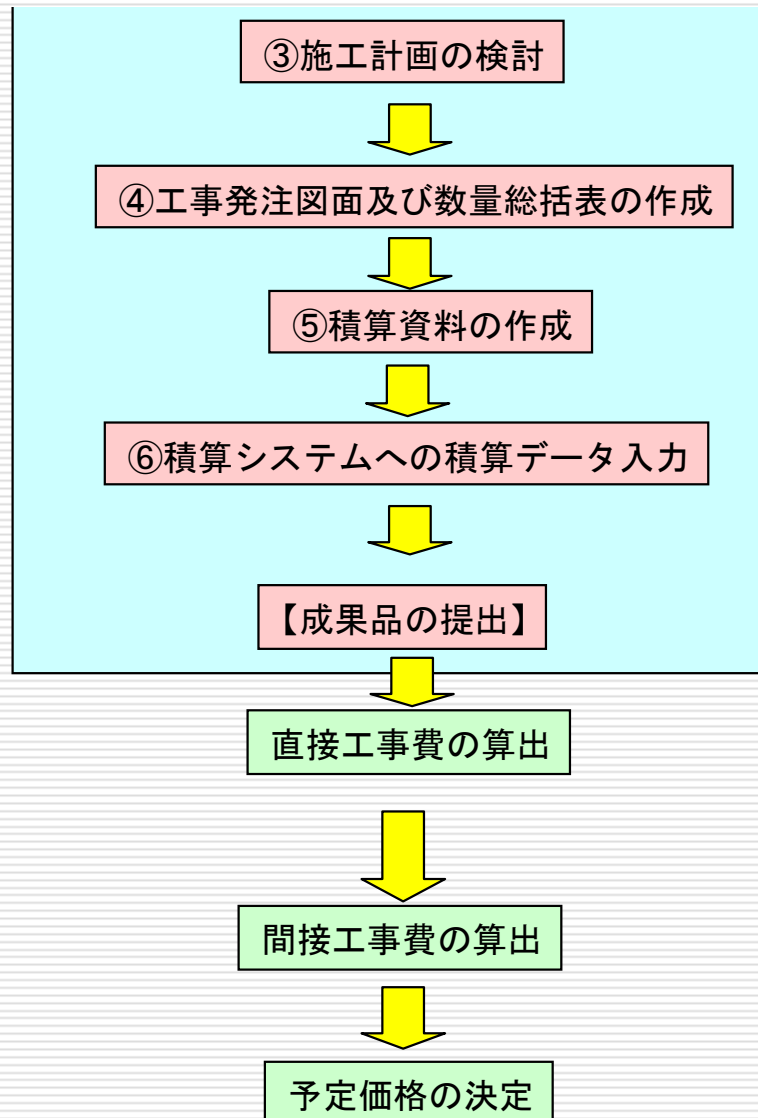 ③施工計画の検討
④工事発注図面及び数量総括表の作成
⑤積算資料の作成
⑥積算システムへの積算データ入力
【成果品の提出】
直接工事費の算出
間接工事費の算出
予定価格の決定